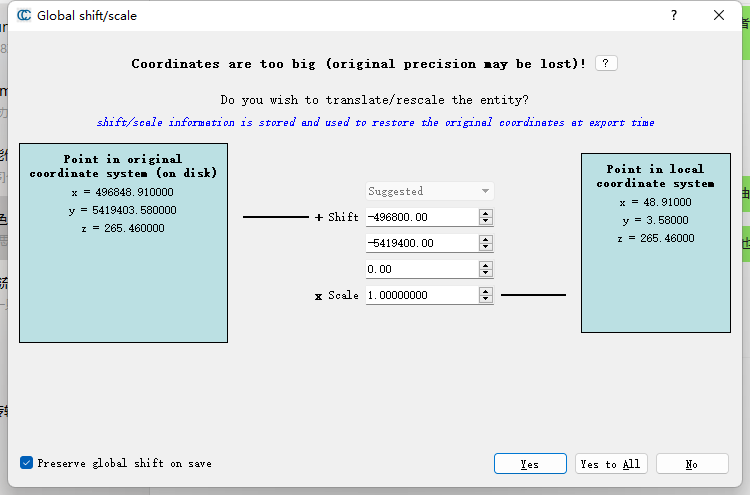 Global shift/scale
?
Coordinates are too big (original precision may be lost)! ?
Do you wish to translate/rescale the entity?
shift/scale information is stored and used to restore the original coordinates at export time
Point in original
coordinate system (on disk)
x = 496848.910000
y = 5419403.580000
z = 265.460000
Suggested
+ Shift -496800.00
-5419400.00
0.00
x Scale 1.00000000
Point in local
coordinate system
x = 48.91000
y = 3.58000
z = 265.46000
Preserve global shift on save
Yes
Yes to All
No